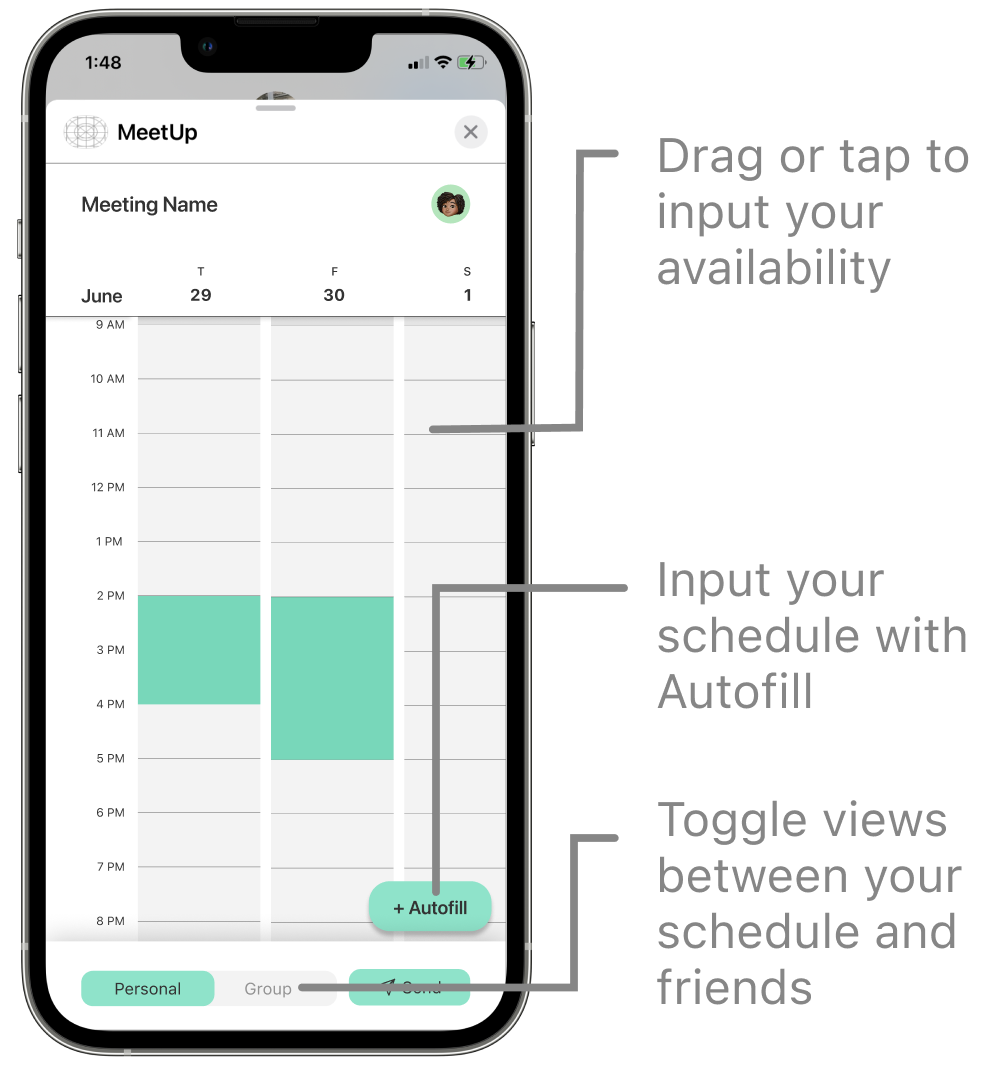 1:48
MeetUp
Meeting Name
T F S
June 29 30 1
9 AM
10 AM
11 AM
12 PM
1 PM
2 PM
3 PM
4 PM
5 PM
6 PM
7 PM
8 PM
+ Autofill
Personal Group Send
Drag or tap to
input your
availability
Input your
schedule with
Autofill
Toggle views
between your
schedule and
friends